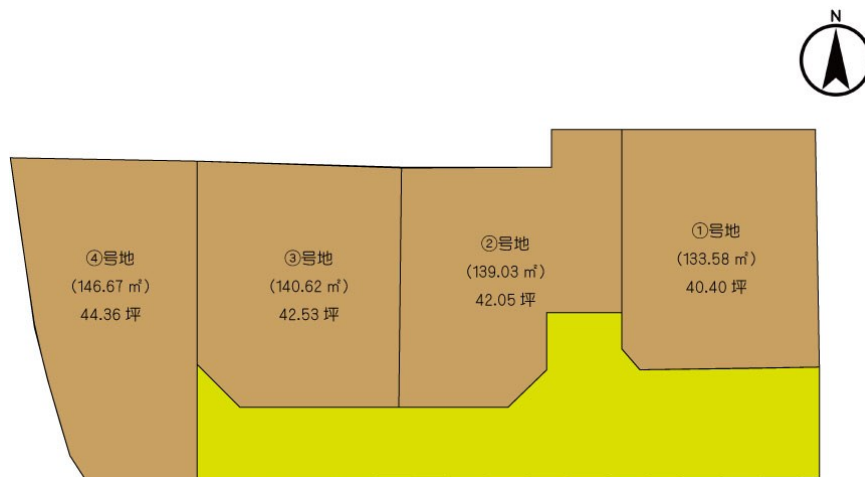 N
④号地
(146.67 ㎡)
44.36 坪
③号地
(140.62 ㎡)
42.53 坪
②号地
(139.03 ㎡)
42.05 坪
①号地
(133.58 ㎡)
40.40 坪